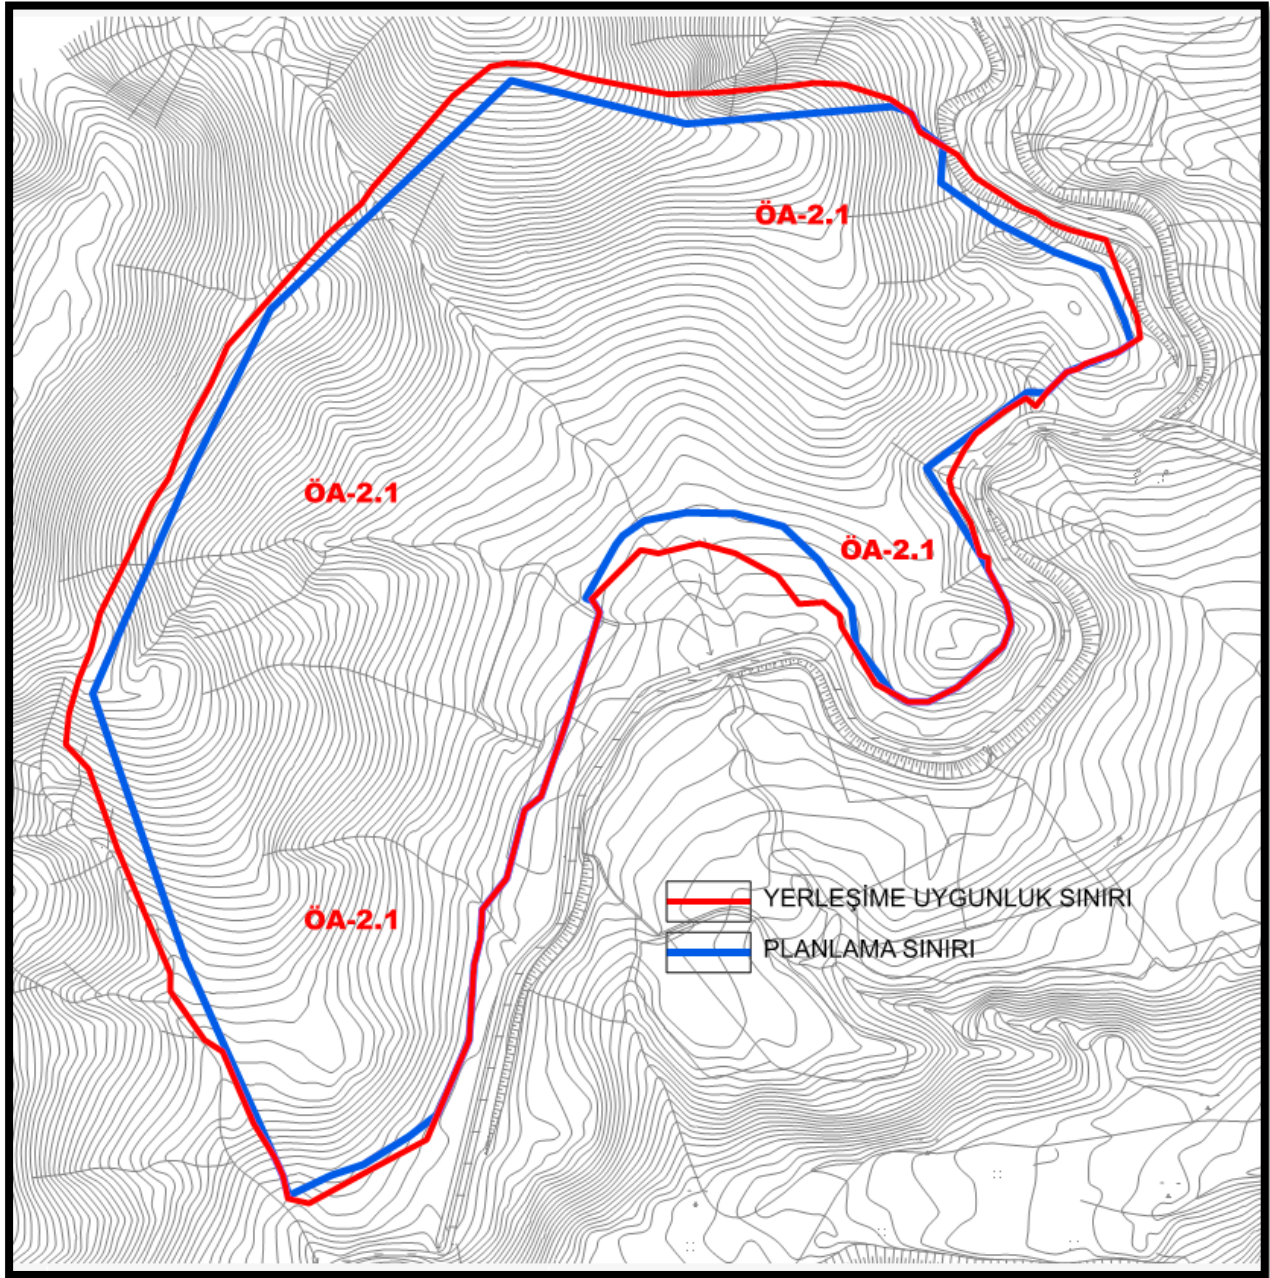 ÖA-2.1
ÖA-2.1
ÖA-2.1
ÖA-2.1
YERLEŞİME UYGUNLUK SINIRI
PLANLAMA SINIRI